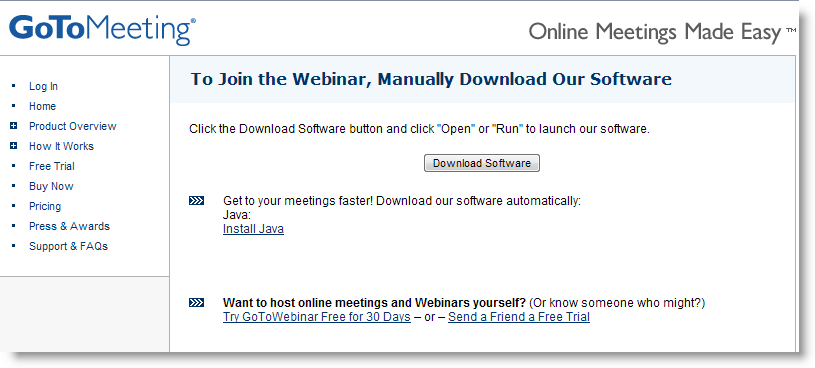 GoToMeeting®
Online Meetings Made Easy ™
Log In
Home
Product Overview
How It Works
Free Trial
Buy Now
Pricing
Press & Awards
Support & FAQs
To Join the Webinar, Manually Download Our Software
Click the Download Software button and click "Open" or "Run" to launch our software.
Download Software
Get to your meetings faster! Download our software automatically:
Java:
Install Java
Want to host online meetings and Webinars yourself? (Or know someone who might?)
Try GoToWebinar Free for 30 Days – or – Send a Friend a Free Trial